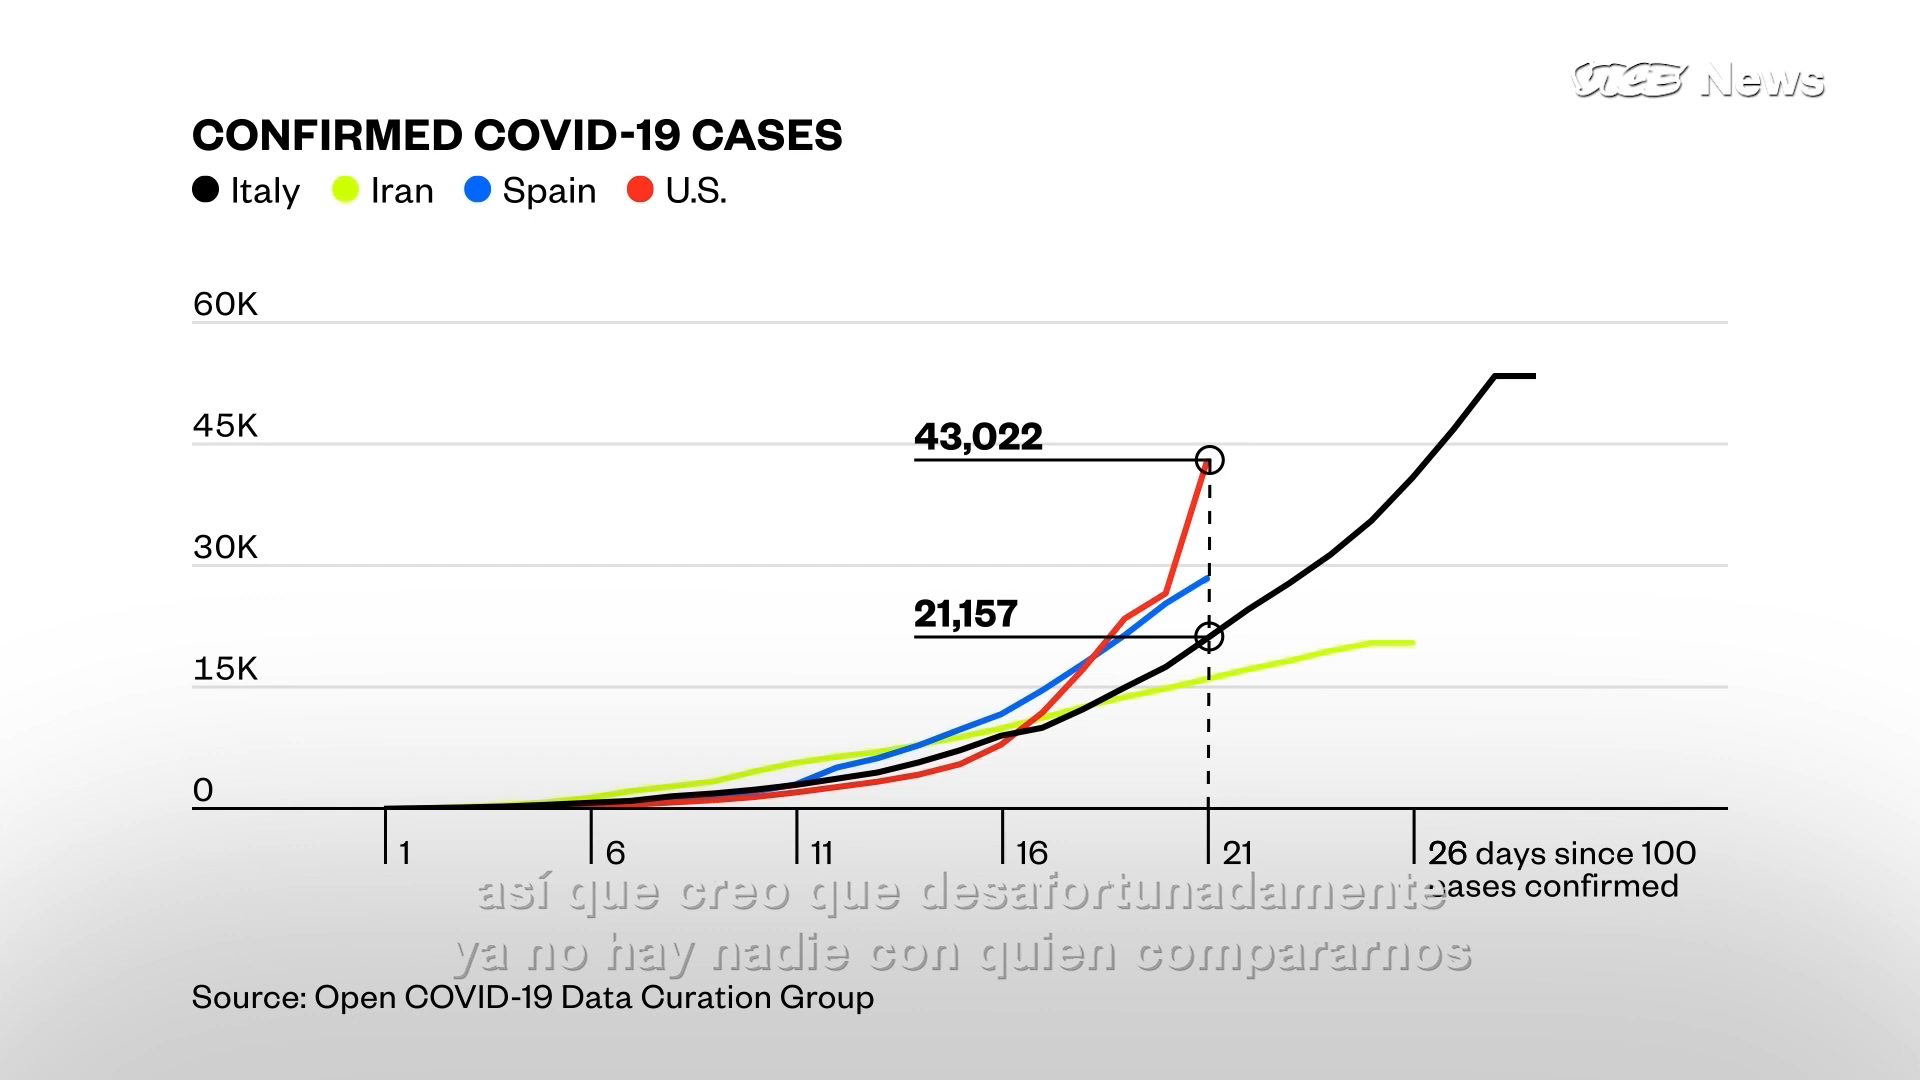 VICE News
CONFIRMED COVID-19 CASES
Italy Iran Spain U.S.
60K
45K
43,022
30K
21,157
15K
0
1 6 11 16 21 26 days since 100
cases confirmed
así que creo que desafortunadamente
ya no hay nadie con quien compararnos
Source: Open COVID-19 Data Curation Group